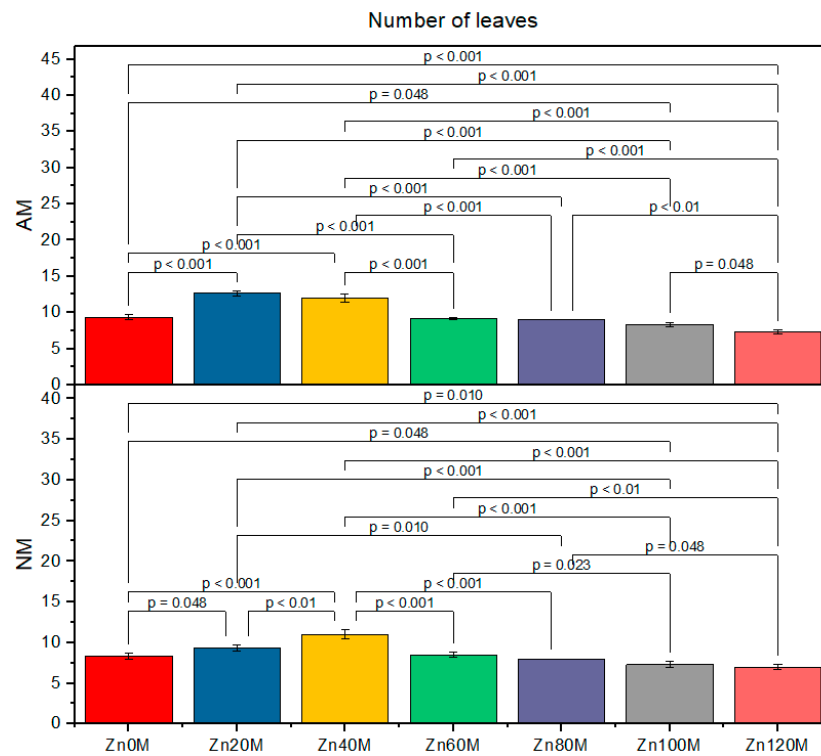 Number of leaves
45
p < 0.001
p < 0.001
40
p = 0.048
p < 0.001
35
p < 0.001
p < 0.001
30
p < 0.001
p < 0.001
25
AM
p < 0.001
p < 0.01
p < 0.001
20
p < 0.001
p < 0.001
p < 0.001
p = 0.048
15
10
5
0
40
p = 0.010
p < 0.001
35
p = 0.048
p < 0.001
30
p < 0.001
p < 0.01
25
p < 0.001
p = 0.010
NM
20
p = 0.048
p = 0.023
p < 0.001
p < 0.001
15
p = 0.048
p < 0.01
p < 0.001
10
5
0
Zn0M Zn20M Zn40M Zn60M Zn80M Zn100M Zn120M